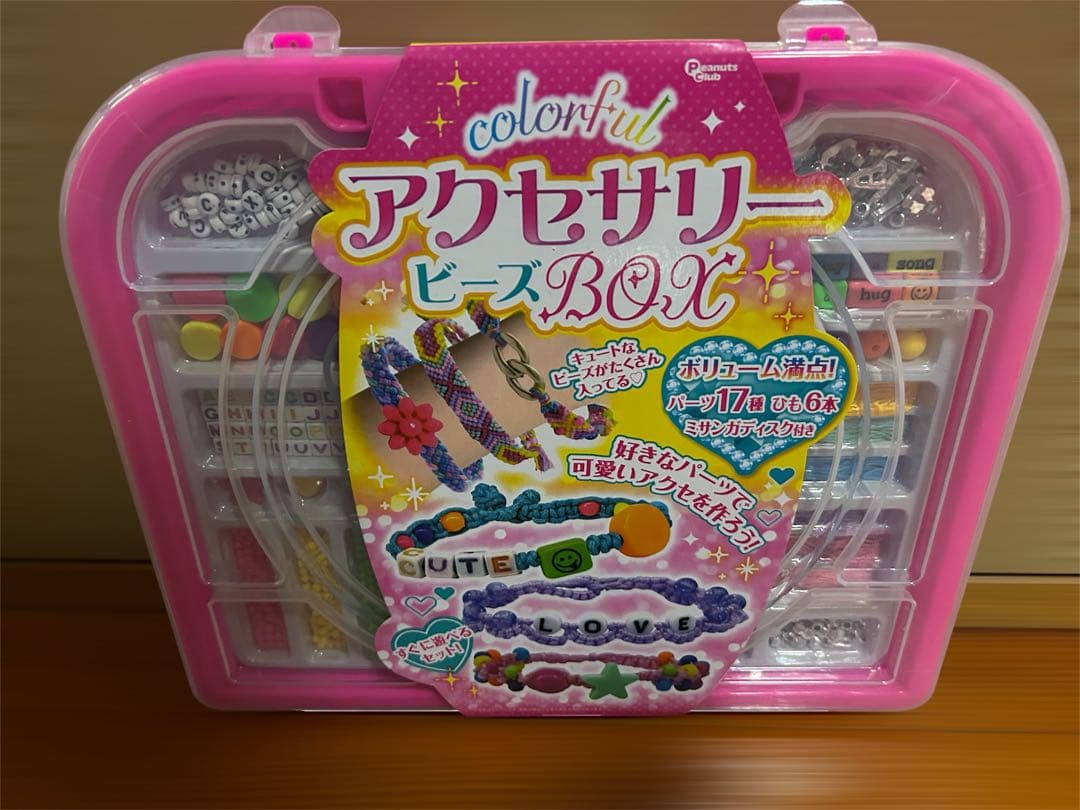 Peanuts
Club
colorful
アクセサリー
ビーズBOX
song
hug
キュートな
ビーズがたくさん
入ってる♡
ボリューム満点!
パーツ17種 ひも6本
ミサンガディスク付き
好きなパーツで
可愛いアクセを作ろう!
CUTE
LOVE
すぐに遊べる
セット!